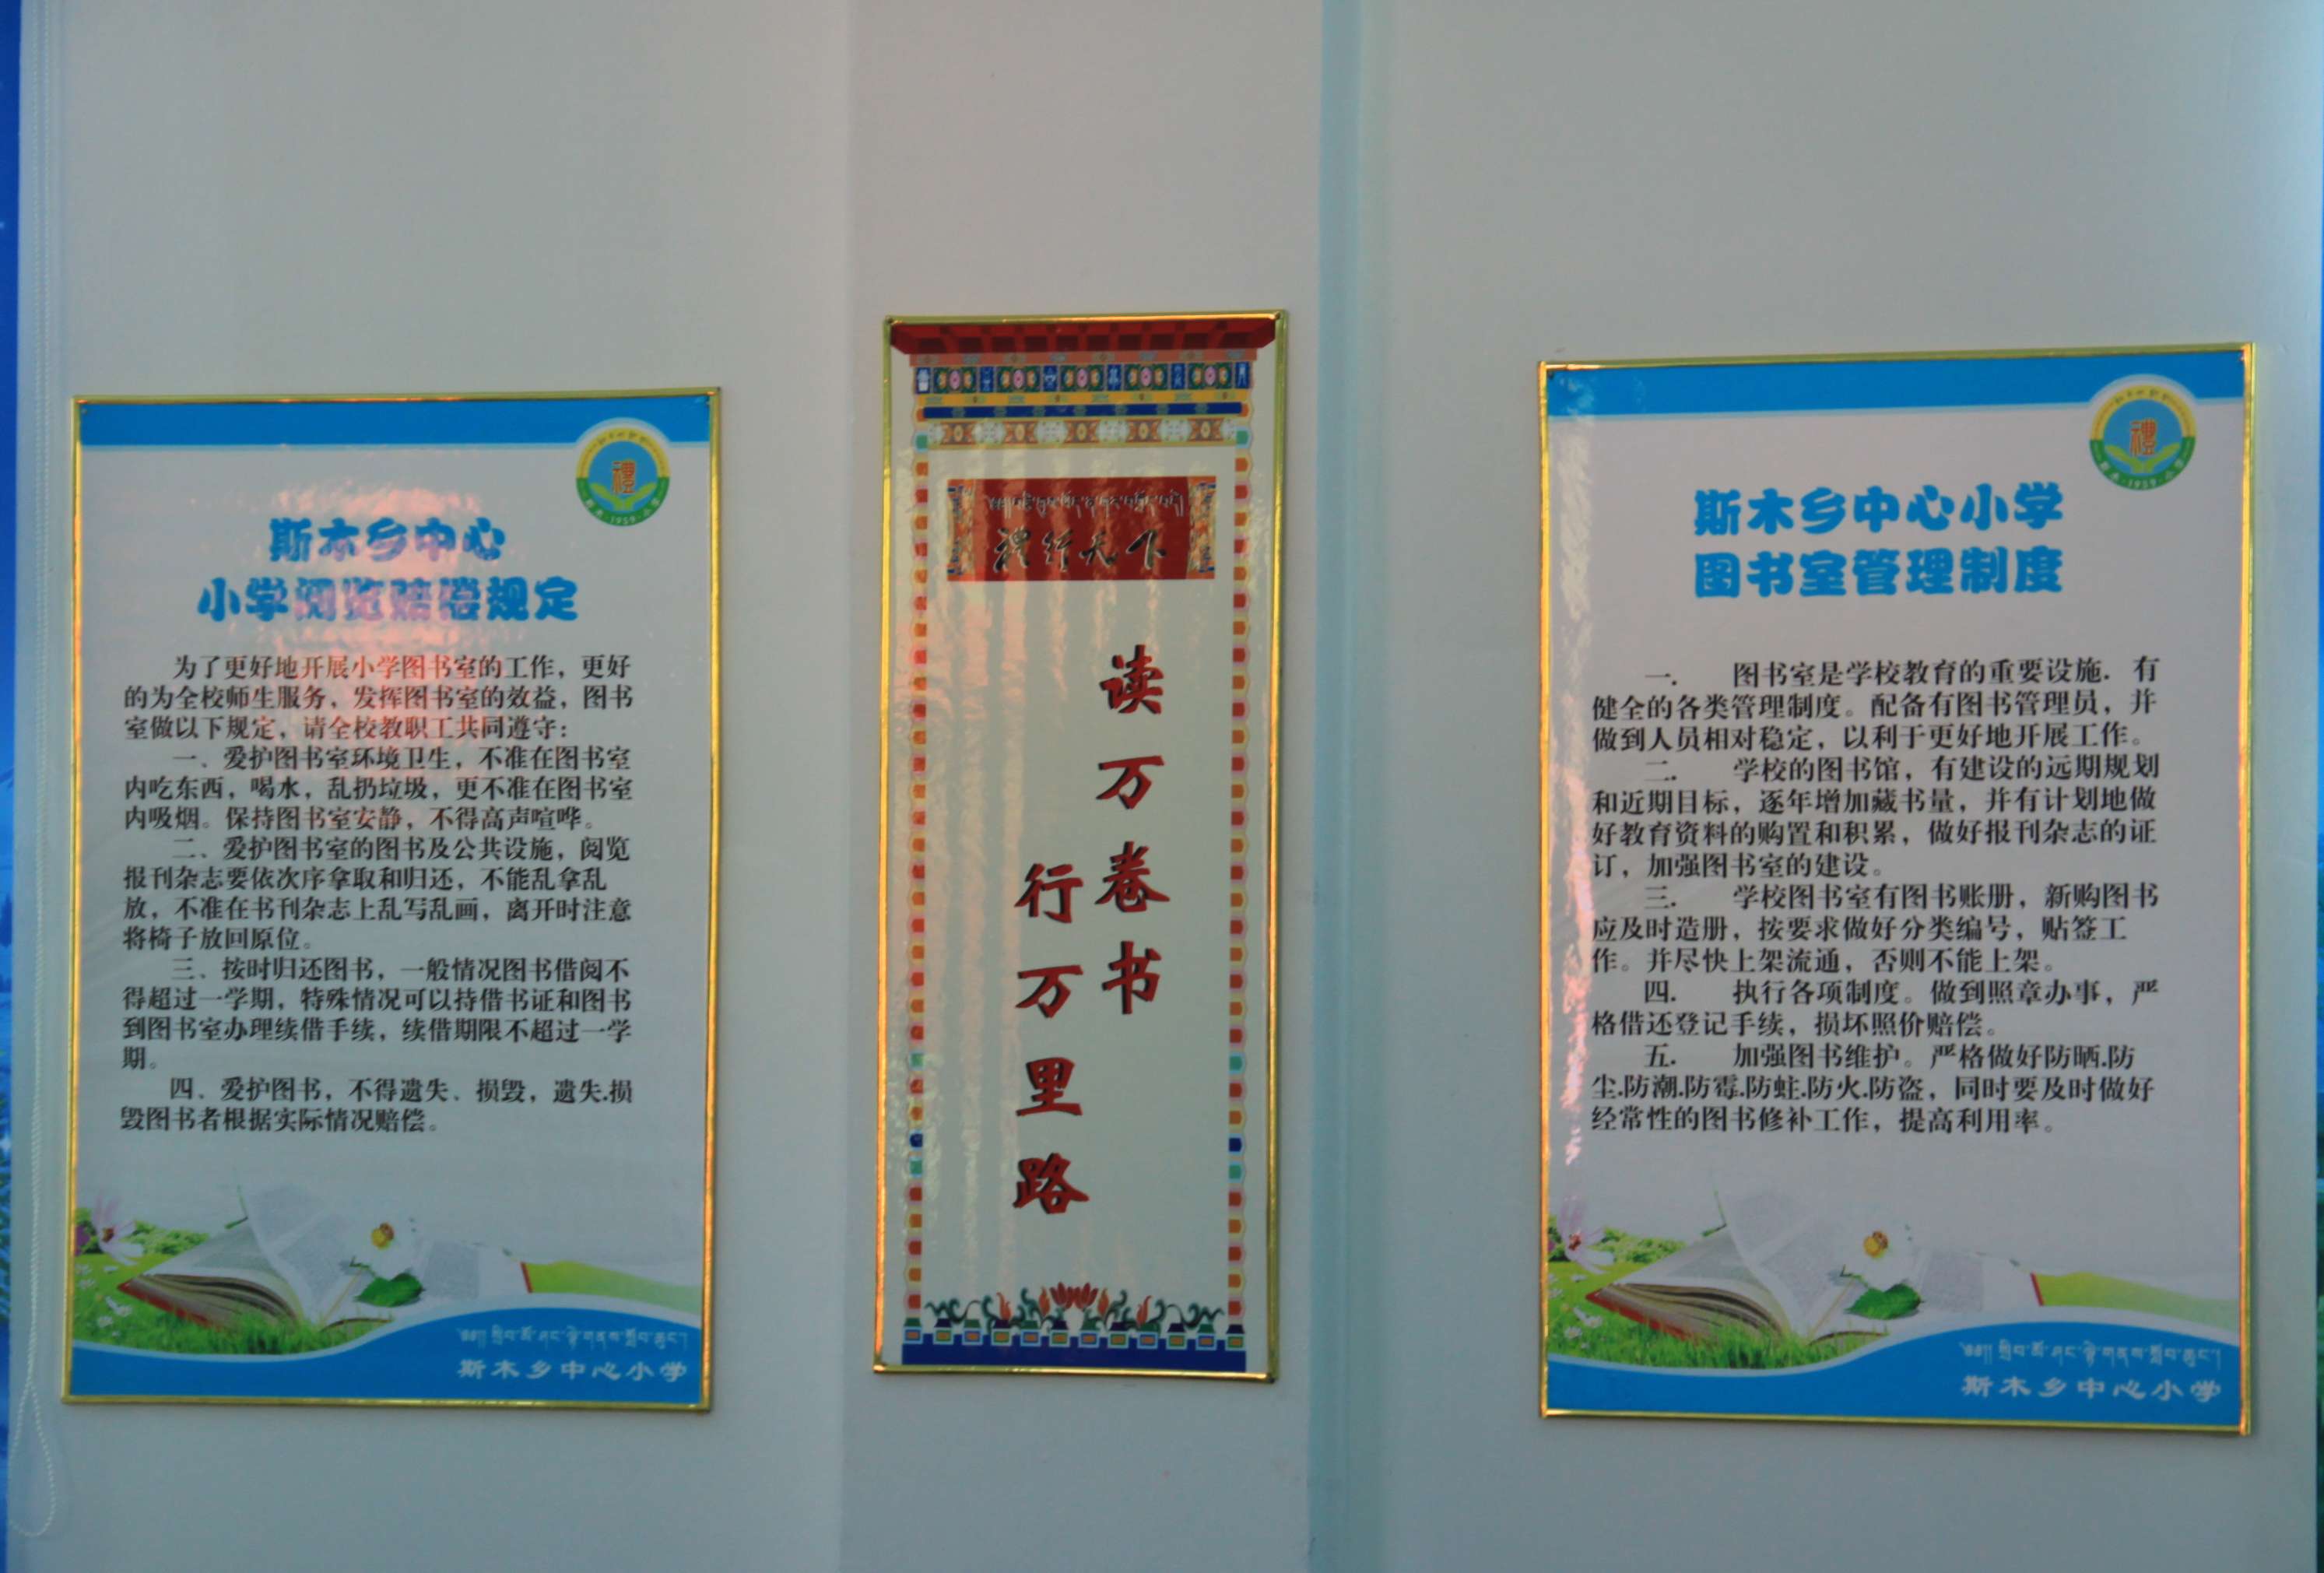 斯木乡中心
小学阅览赔偿规定
为了更好地开展小学图书室的工作，更好
的为全校师生服务，发挥图书室的效益，图书
室做以下规定，请全校教职工共同遵守：
一、爱护图书室环境卫生，不准在图书室
内吃东西，喝水，乱扔垃圾，更不准在图书室
内吸烟。保持图书室安静，不得高声喧哗。
二、爱护图书室的图书及公共设施，阅览
报刊杂志要依次序拿取和归还，不能乱拿乱
放，不准在书刊杂志上乱写乱画，离开时注意
将椅子放回原位。
三、按时归还图书，一般情况图书借阅不
得超过一学期，特殊情况可以持借书证和图书
到图书室办理续借手续，续借期限不超过一学
期。
四、爱护图书，不得遗失、损毁，遗失.损
毁图书者根据实际情况赔偿。
斯木乡中心小学
禮
1959
禮行天下
读万卷书
行万里路
禮
1959
斯木乡中心小学
图书室管理制度
一. 图书室是学校教育的重要设施．有
健全的各类管理制度。配备有图书管理员，并
做到人员相对稳定，以利于更好地开展工作。
二. 学校的图书馆，有建设的远期规划
和近期目标，逐年增加藏书量，并有计划地做
好教育资料的购置和积累，做好报刊杂志的证
订，加强图书室的建设。
三. 学校图书室有图书账册，新购图书
应及时造册，按要求做好分类编号，贴签工
作。并尽快上架流通，否则不能上架。
四. 执行各项制度。做到照章办事，严
格借还登记手续，损坏照价赔偿。
五. 加强图书维护。严格做好防晒.防
尘.防潮.防霉.防蛀.防火.防盗，同时要及时做好
经常性的图书修补工作，提高利用率。
斯木乡中心小学